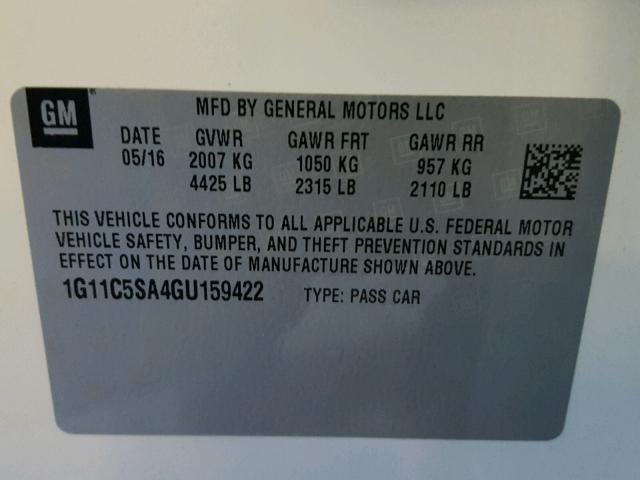 GM
MFD BY GENERAL MOTORS LLC
DATE GVWR GAWR FRT GAWR RR
05/16 2007 KG 1050 KG 957 KG
4425 LB 2315 LB 2110 LB
THIS VEHICLE CONFORMS TO ALL APPLICABLE U.S. FEDERAL MOTOR
VEHICLE SAFETY, BUMPER, AND THEFT PREVENTION STANDARDS IN
EFFECT ON THE DATE OF MANUFACTURE SHOWN ABOVE.
1G11C5SA4GU159422 TYPE: PASS CAR